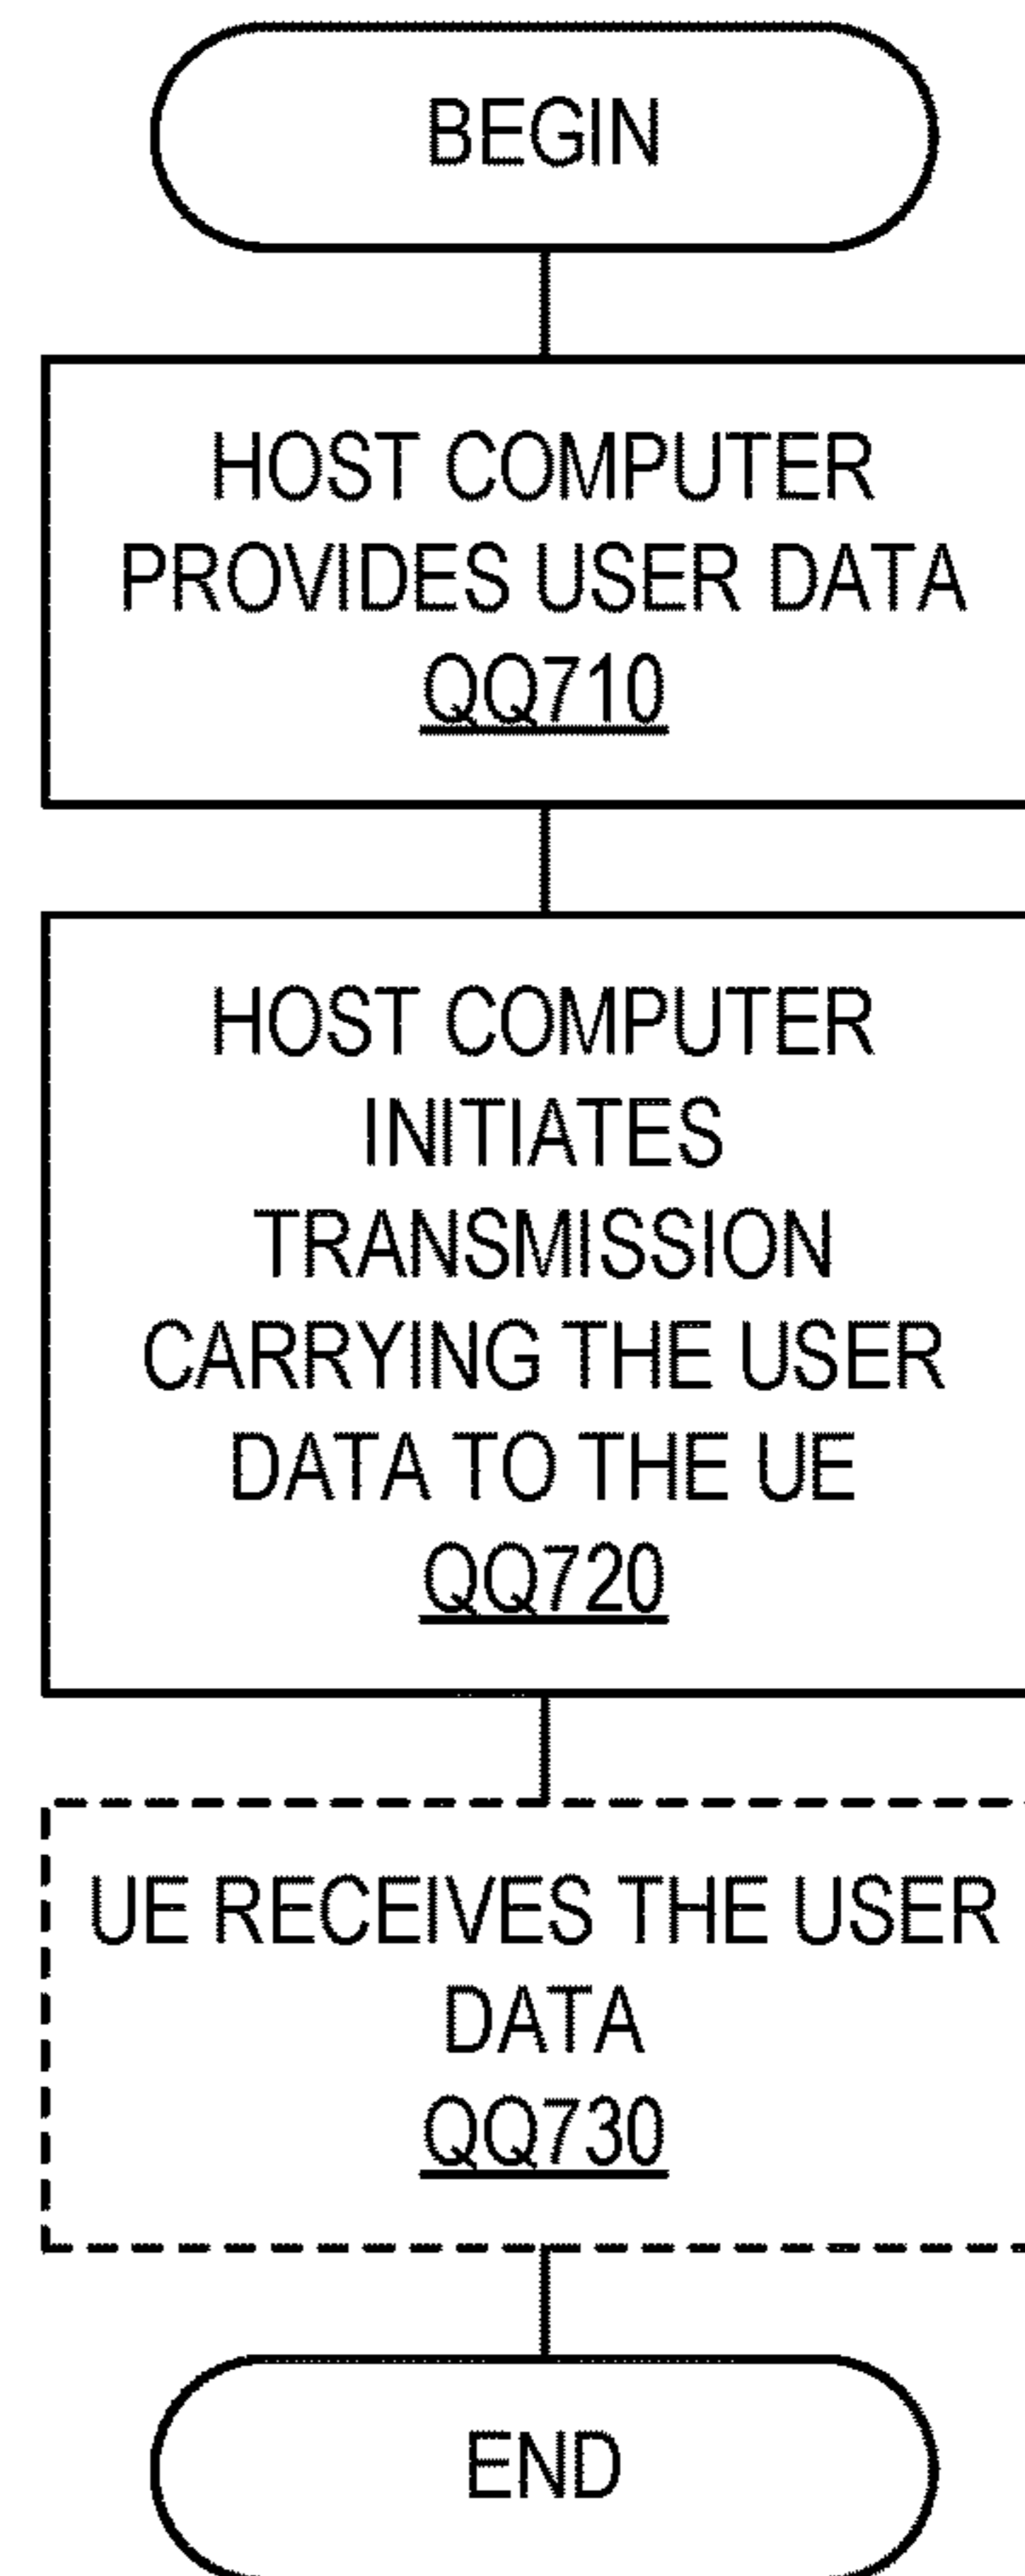 BEGIN
HOST COMPUTER
PROVIDES USER DATA
QQ710
HOST COMPUTER
INITIATES
TRANSMISSION
CARRYING THE USER
DATA TO THE UE
QQ720
UE RECEIVES THE USER
DATA
QQ730
END